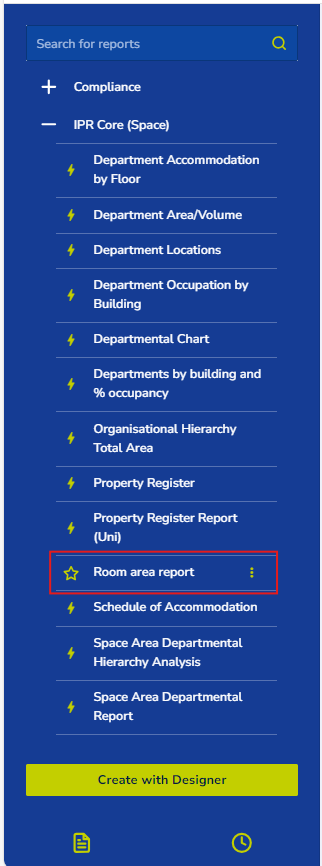 Search for reports
Compliance
IPR Core (Space)
Department Accommodation
by Floor
Department Area/Volume
Department Locations
Department Occupation by
Building
Departmental Chart
Departments by building and
% occupancy
Organisational Hierarchy
Total Area
Property Register
Property Register Report
(Uni)
Room area report
Schedule of Accommodation
Space Area Departmental
Hierarchy Analysis
Space Area Departmental
Report
Create with Designer